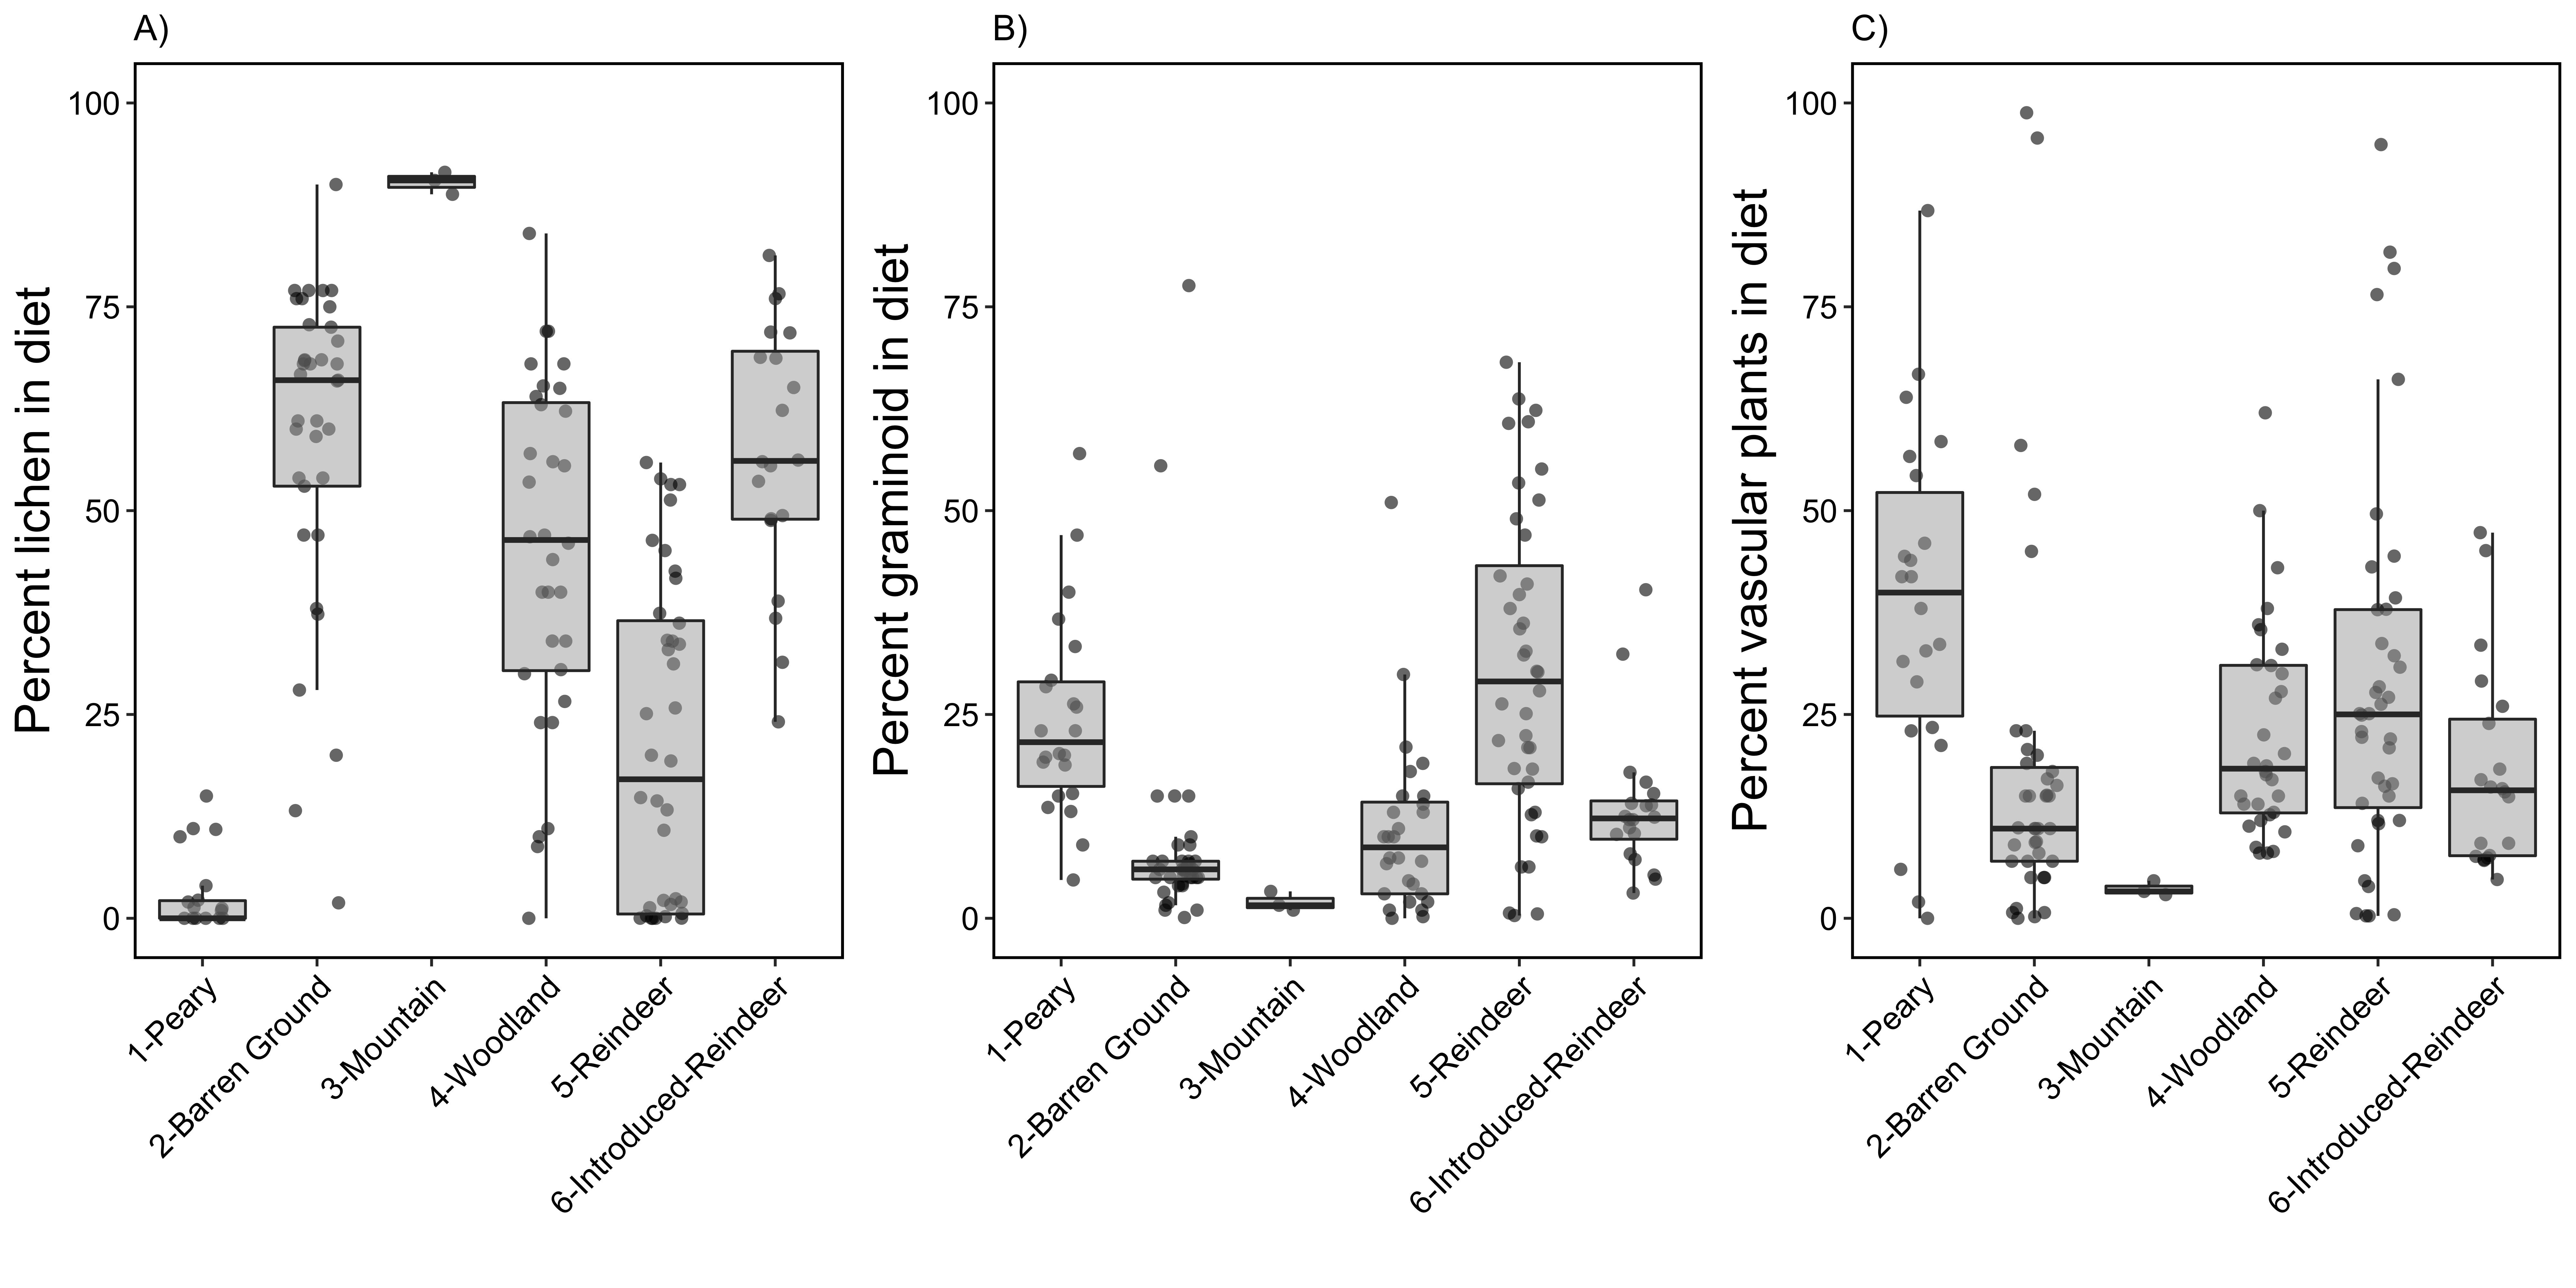 A)
Percent lichen in diet
100
75
50
25
0
1-Peary
2-Barren Ground
3-Mountain
4-Woodland
5-Reindeer
6-Introduced-Reindeer
B)
Percent graminoid in diet
100
75
50
25
0
1-Peary
2-Barren Ground
3-Mountain
4-Woodland
5-Reindeer
6-Introduced-Reindeer
C)
Percent vascular plants in diet
100
75
50
25
0
1-Peary
2-Barren Ground
3-Mountain
4-Woodland
5-Reindeer
6-Introduced-Reindeer